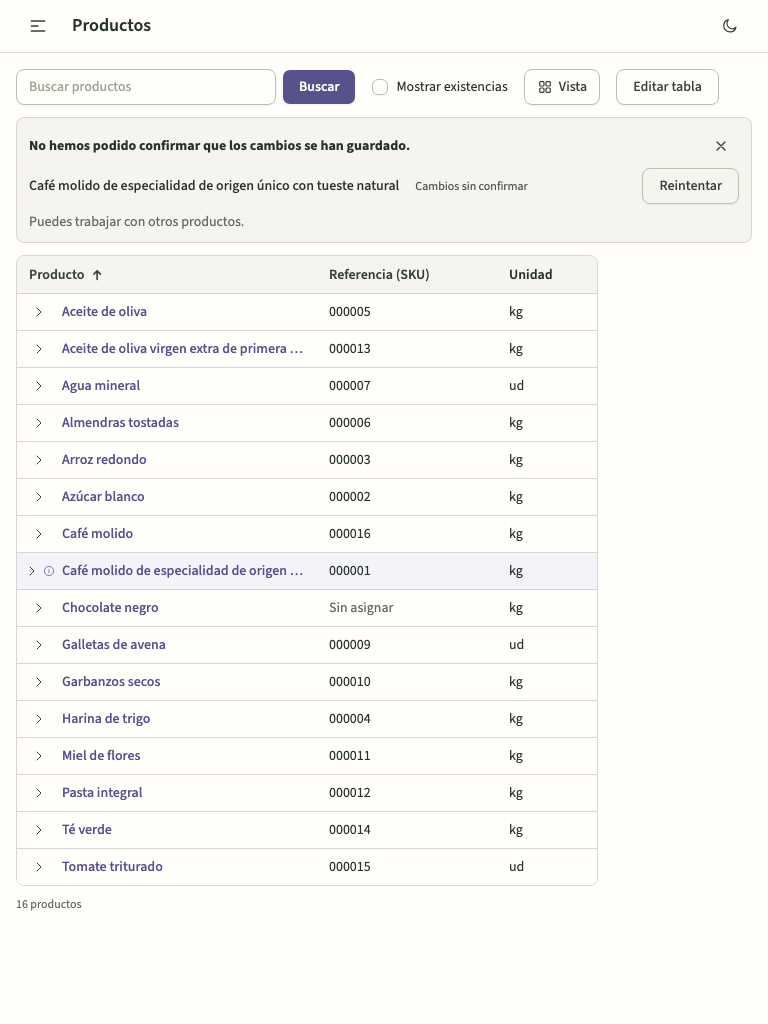 Productos
Buscar productos Buscar Mostrar existencias Vista Editar tabla
No hemos podido confirmar que los cambios se han guardado.
Café molido de especialidad de origen único con tueste natural Cambios sin confirmar Reintentar
Puedes trabajar con otros productos.
Producto Referencia (SKU) Unidad
Aceite de oliva 000005 kg
Aceite de oliva virgen extra de primera … 000013 kg
Agua mineral 000007 ud
Almendras tostadas 000006 kg
Arroz redondo 000003 kg
Azúcar blanco 000002 kg
Café molido 000016 kg
Café molido de especialidad de origen … 000001 kg
Chocolate negro Sin asignar kg
Galletas de avena 000009 ud
Garbanzos secos 000010 kg
Harina de trigo 000004 kg
Miel de flores 000011 kg
Pasta integral 000012 kg
Té verde 000014 kg
Tomate triturado 000015 ud
16 productos